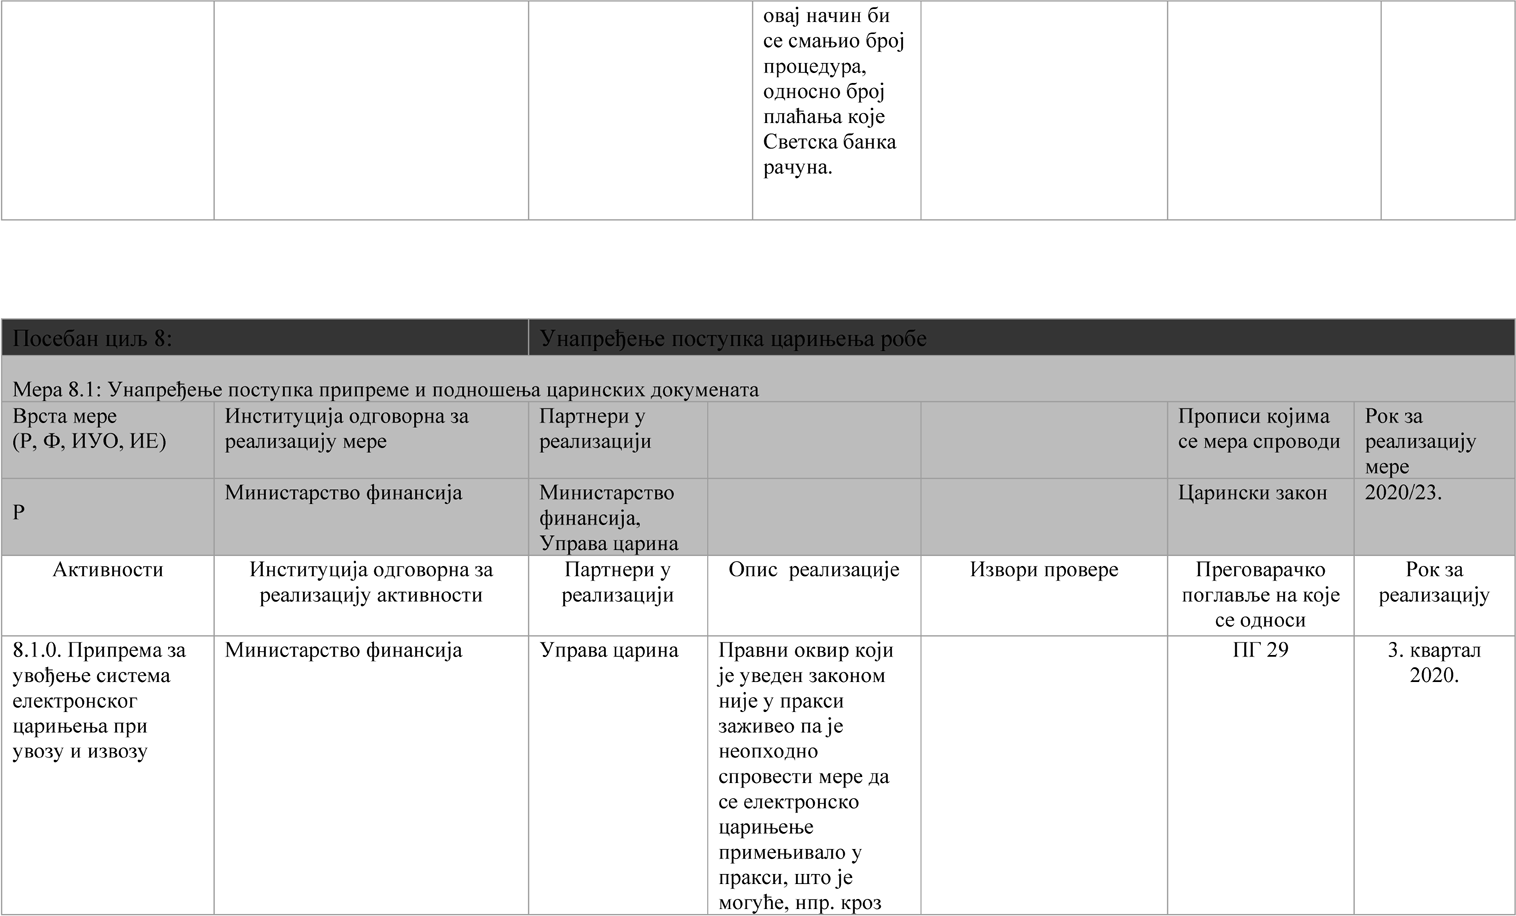 овај начин би
се смањио број
процедура,
односно број
плаћања које
Светска банка
рачуна.
Посебан циљ 8:
Унапређење поступка царињења робе
Мера 8.1: Унапређење поступка припреме и подношења царинских докумената
Врста мере
(Р, Ф, ИУО, ИЕ)
Институција одговорна за
реализацију мере
Партнери у
реализацији
Прописи којима
се мера спроводи
Рок за
реализацију
мере
Р
Министарство финансија
Министарство
финансија,
Управа царина
Царински закон
2020/23.
Активности
Институција одговорна за
реализацију активности
Партнери у
реализацији
Опис  реализације
Извори провере
Преговарачко
поглавље на које
се односи
Рок за
реализацију
8.1.0. Припрема за
увођење система
електронског
царињења при
увозу и извозу
Министарство финансија
Управа царина
Правни оквир који
је уведен законом
није у пракси
заживео па је
неопходно
спровести мере да
се електронско
царињење
примењивало у
пракси, што је
могуће, нпр. кроз
ПГ 29
3. квартал
2020.